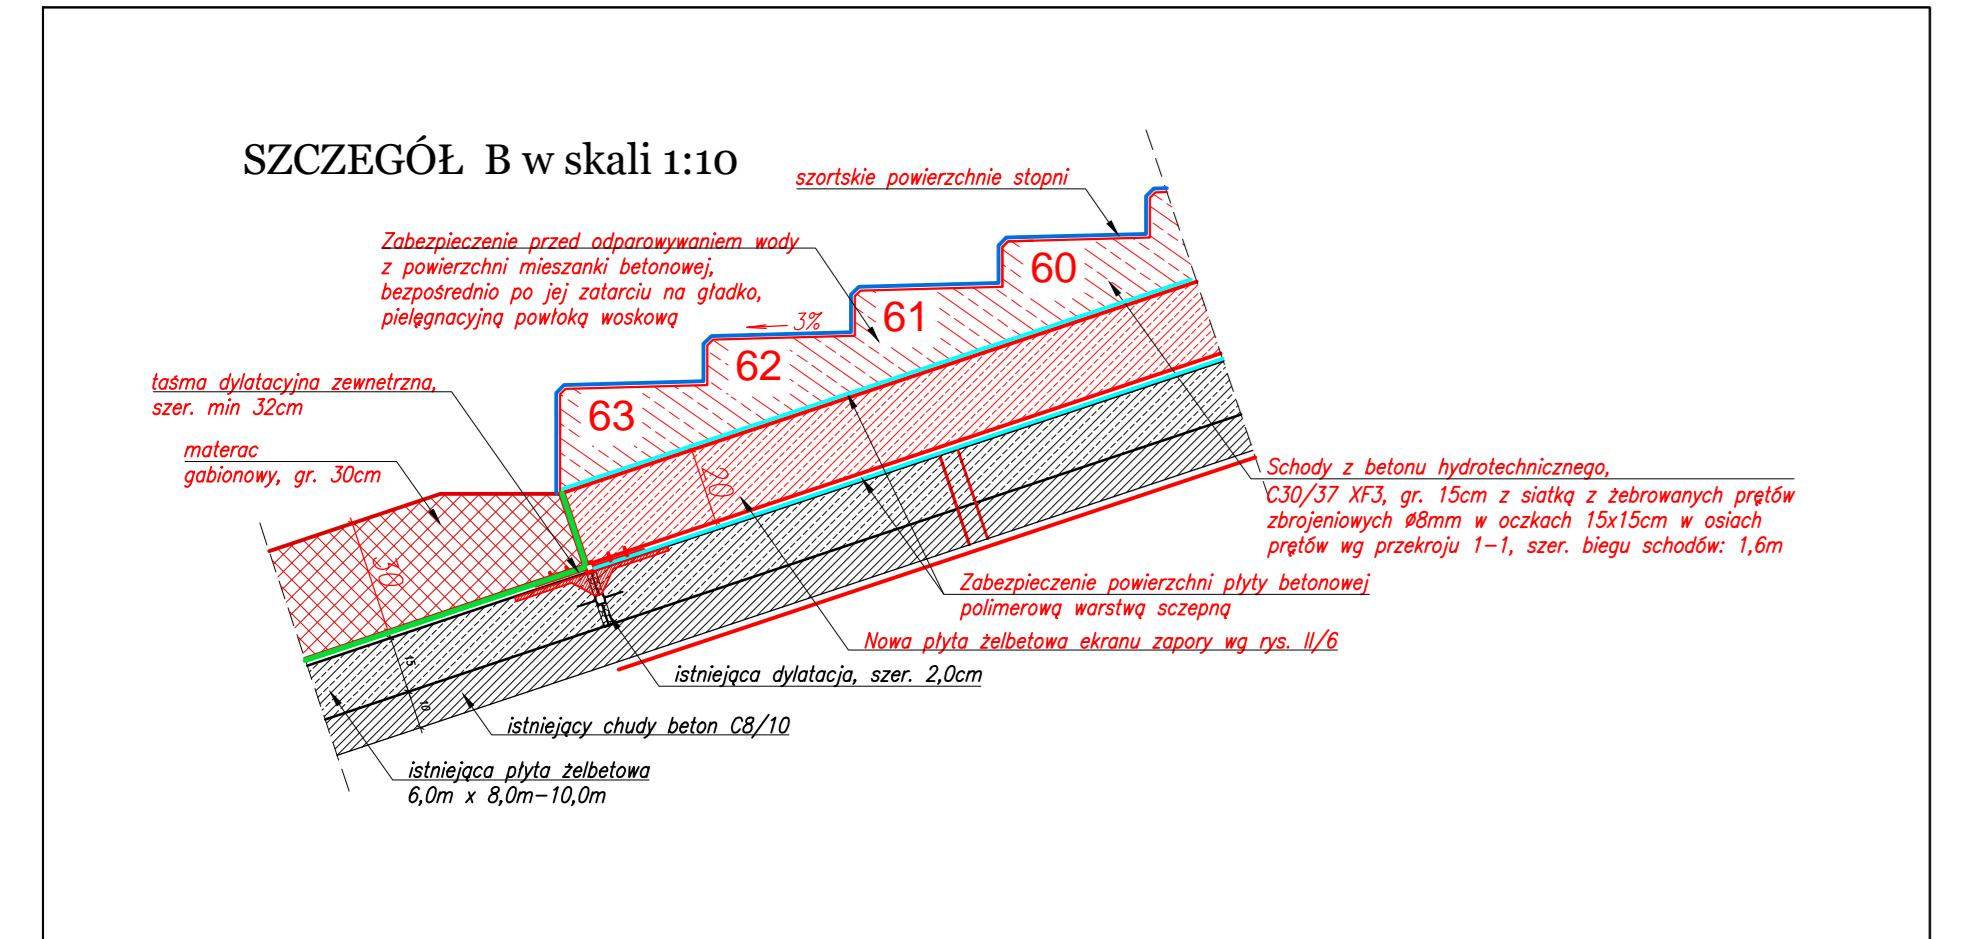 SZCZEGÓŁ B w skali 1:10
szortskie powierzchnie stopni
Zabezpieczenie przed odparowywaniem wody
z powierzchni mieszanki betonowej,
bezpośrednio po jej zatarciu na gładko,
pielęgnacyjną powłoką woskową
3%
60
61
62
63
taśma dylatacyjna zewnetrzna,
szer. min 32cm
materac
gabionowy, gr. 30cm
20
30
15
10
Schody z betonu hydrotechnicznego,
C30/37 XF3, gr. 15cm z siatką z żebrowanych prętów
zbrojeniowych ø8mm w oczkach 15x15cm w osiach
prętów wg przekroju 1-1, szer. biegu schodów: 1,6m
Zabezpieczenie powierzchni płyty betonowej
polimerową warstwą sczepną
Nowa płyta żelbetowa ekranu zapory wg rys. II/6
istniejąca dylatacja, szer. 2,0cm
istniejący chudy beton C8/10
istniejąca płyta żelbetowa
6,0m x 8,0m-10,0m